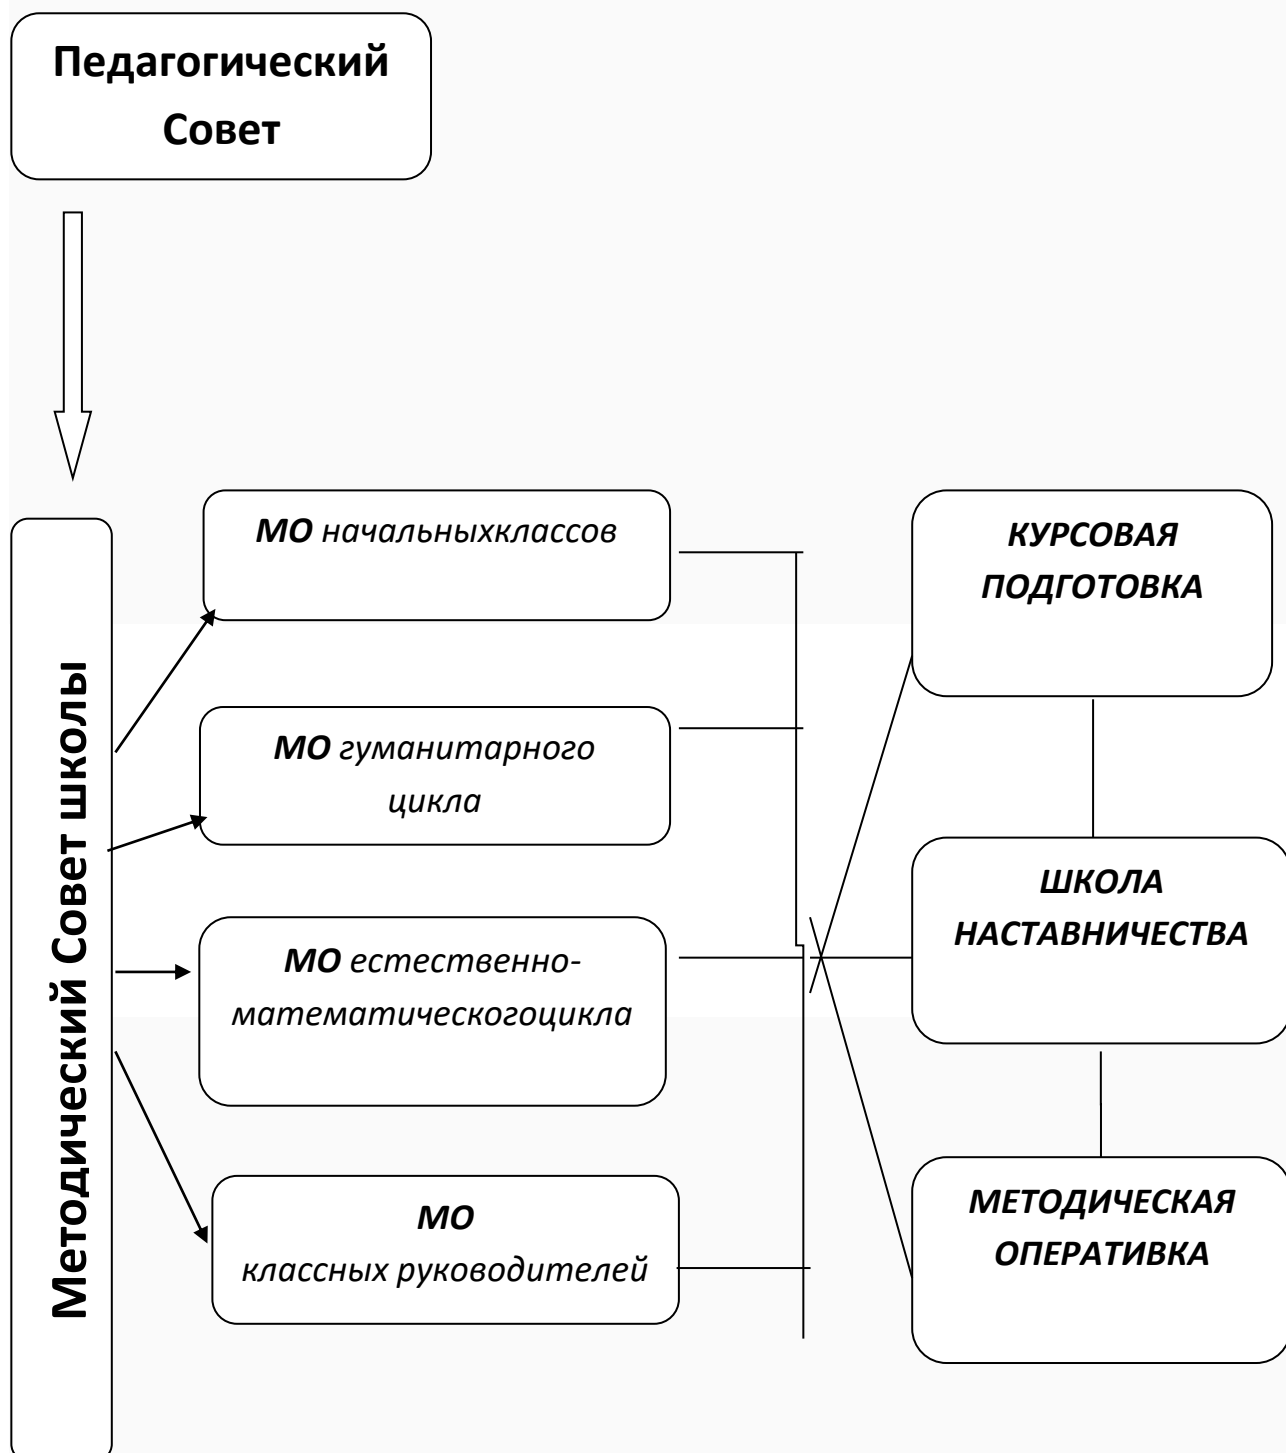 Педагогический
Совет
Методический Совет школы
МО начальныхклассов
МО гуманитарного
цикла
МО естественно-
математическогоцикла
МО
классных руководителей
КУРСОВАЯ
ПОДГОТОВКА
ШКОЛА
НАСТАВНИЧЕСТВА
МЕТОДИЧЕСКАЯ
ОПЕРАТИВКА